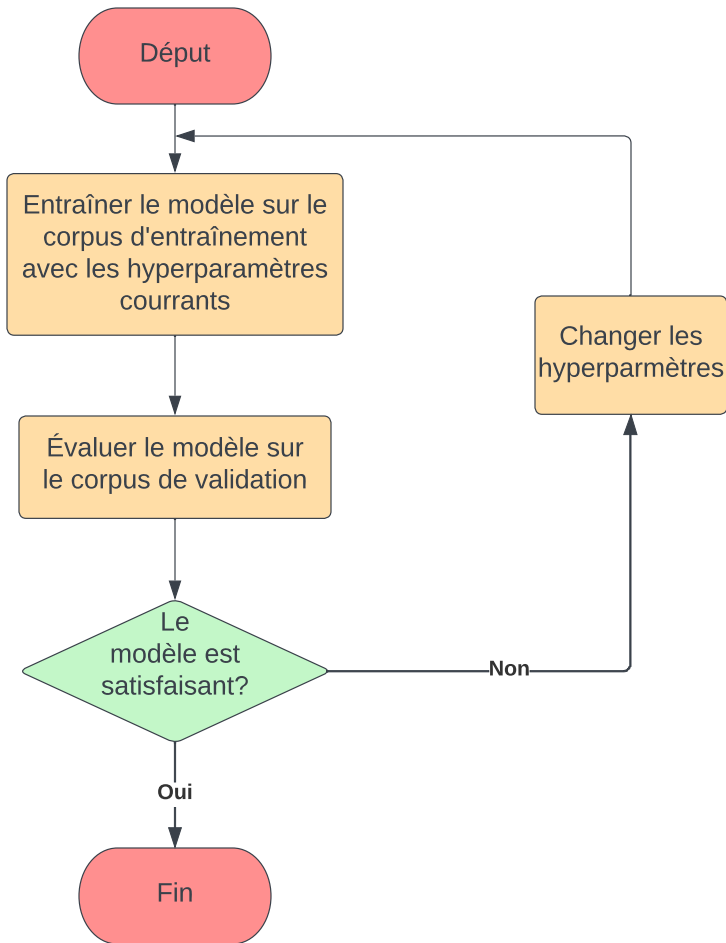 Déput
Entraîner le modèle sur le
corpus d'entraînement
avec les hyperparamètres
courrants
Changer les
hyperparmètres
Évaluer le modèle sur
le corpus de validation
Le
modèle est
satisfaisant?
Non
Oui
Fin